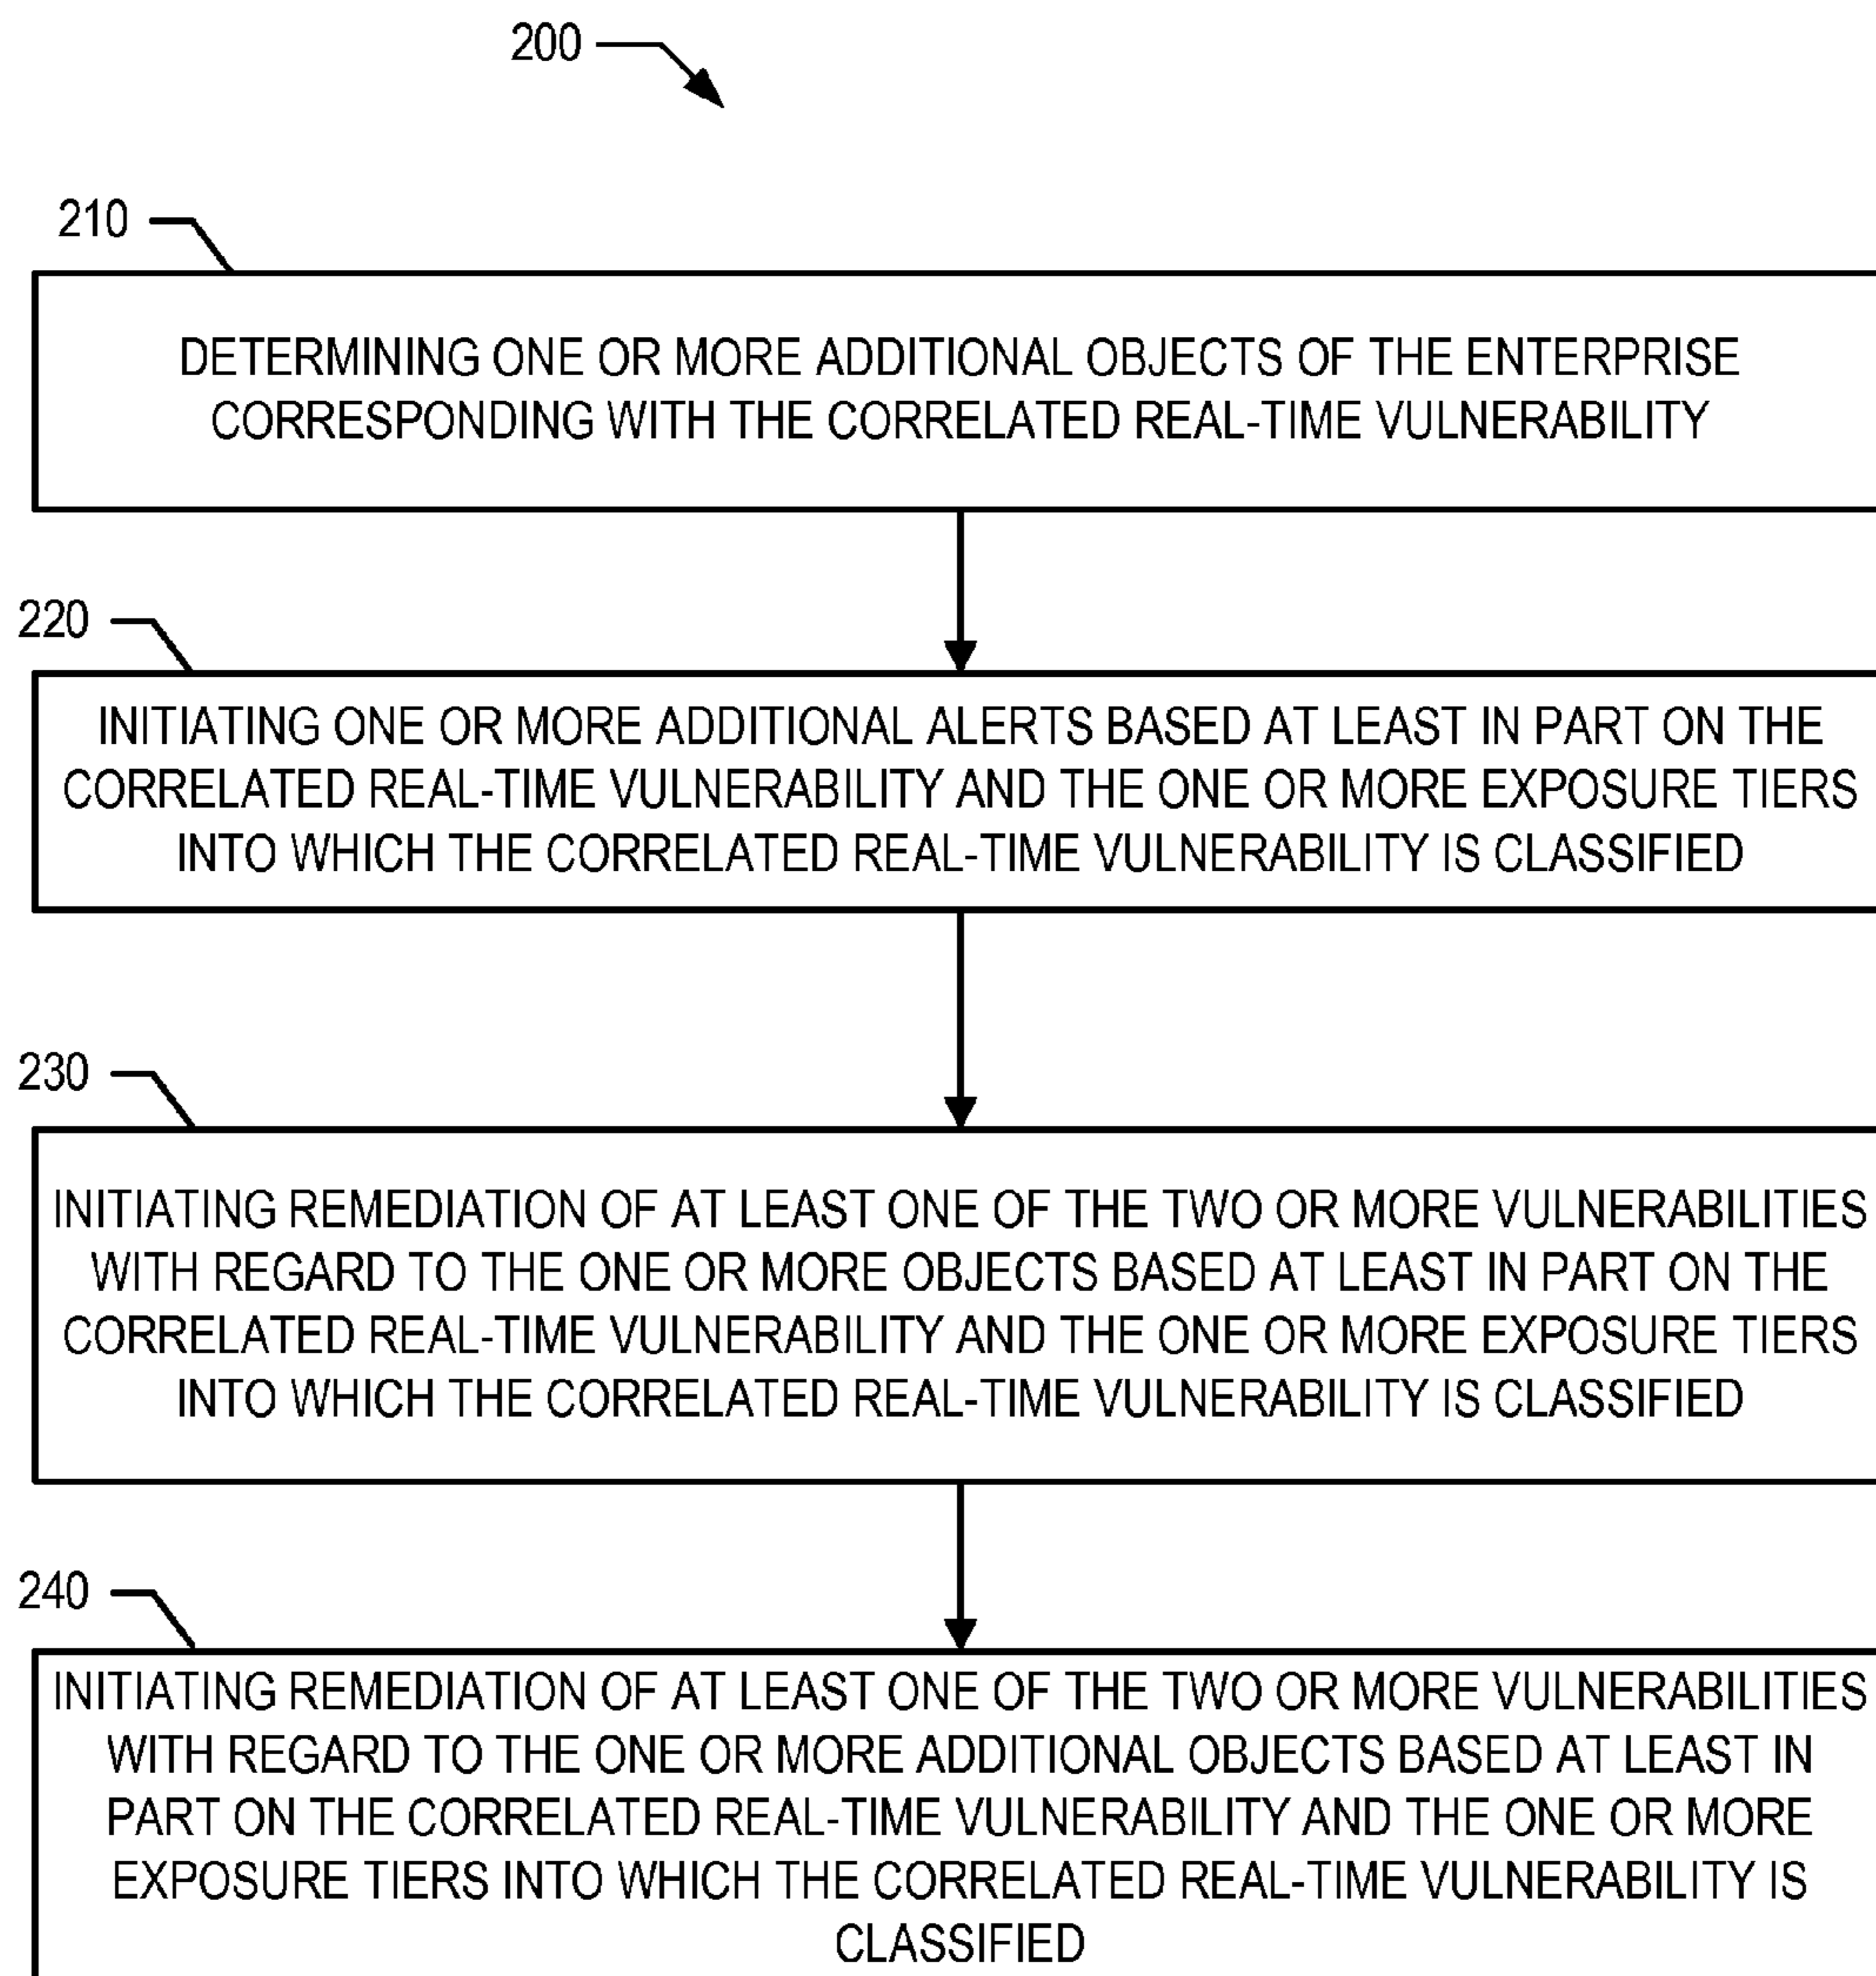 200
210
DETERMINING ONE OR MORE ADDITIONAL OBJECTS OF THE ENTERPRISE
CORRESPONDING WITH THE CORRELATED REAL-TIME VULNERABILITY
220
INITIATING ONE OR MORE ADDITIONAL ALERTS BASED AT LEAST IN PART ON THE
CORRELATED REAL-TIME VULNERABILITY AND THE ONE OR MORE EXPOSURE TIERS
INTO WHICH THE CORRELATED REAL-TIME VULNERABILITY IS CLASSIFIED
230
INITIATING REMEDIATION OF AT LEAST ONE OF THE TWO OR MORE VULNERABILITIES
WITH REGARD TO THE ONE OR MORE OBJECTS BASED AT LEAST IN PART ON THE
CORRELATED REAL-TIME VULNERABILITY AND THE ONE OR MORE EXPOSURE TIERS
INTO WHICH THE CORRELATED REAL-TIME VULNERABILITY IS CLASSIFIED
240
INITIATING REMEDIATION OF AT LEAST ONE OF THE TWO OR MORE VULNERABILITIES
WITH REGARD TO THE ONE OR MORE ADDITIONAL OBJECTS BASED AT LEAST IN
PART ON THE CORRELATED REAL-TIME VULNERABILITY AND THE ONE OR MORE
EXPOSURE TIERS INTO WHICH THE CORRELATED REAL-TIME VULNERABILITY IS
CLASSIFIED